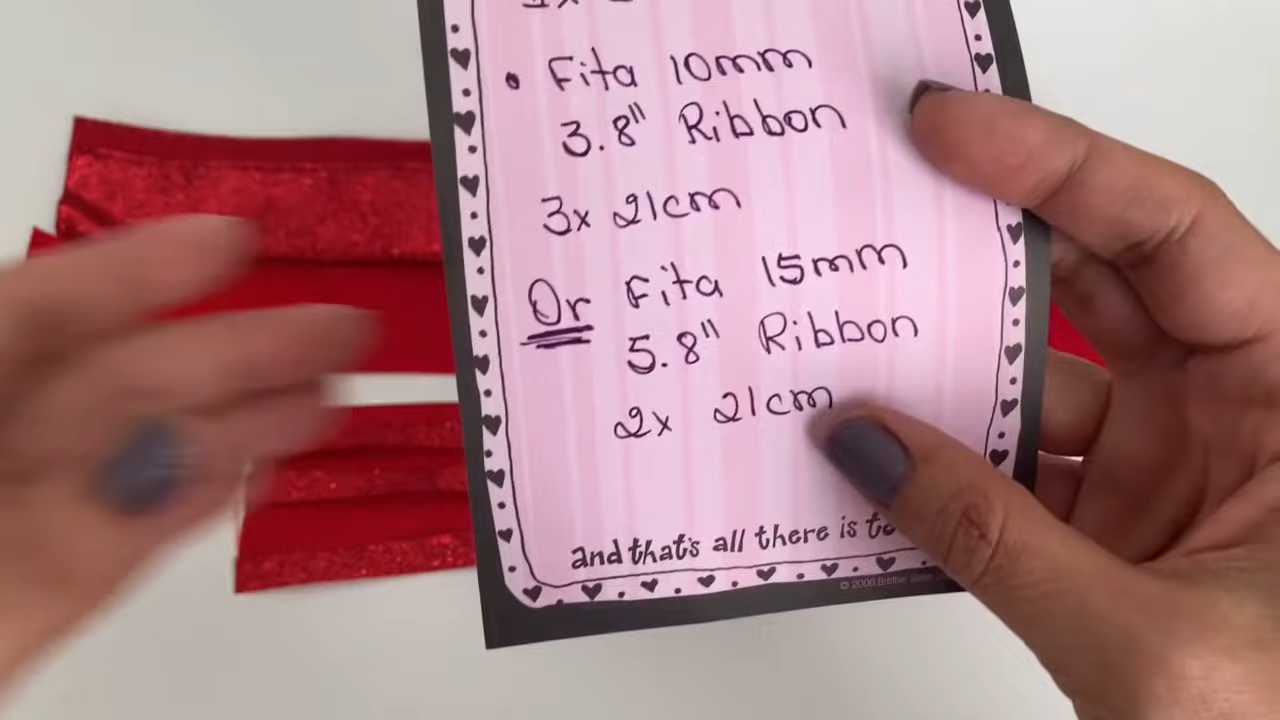 • Fita 10mm
3.8" Ribbon
3x 21cm
Or Fita 15mm
5.8" Ribbon
2x 21cm
and that's all there is to
© 2006